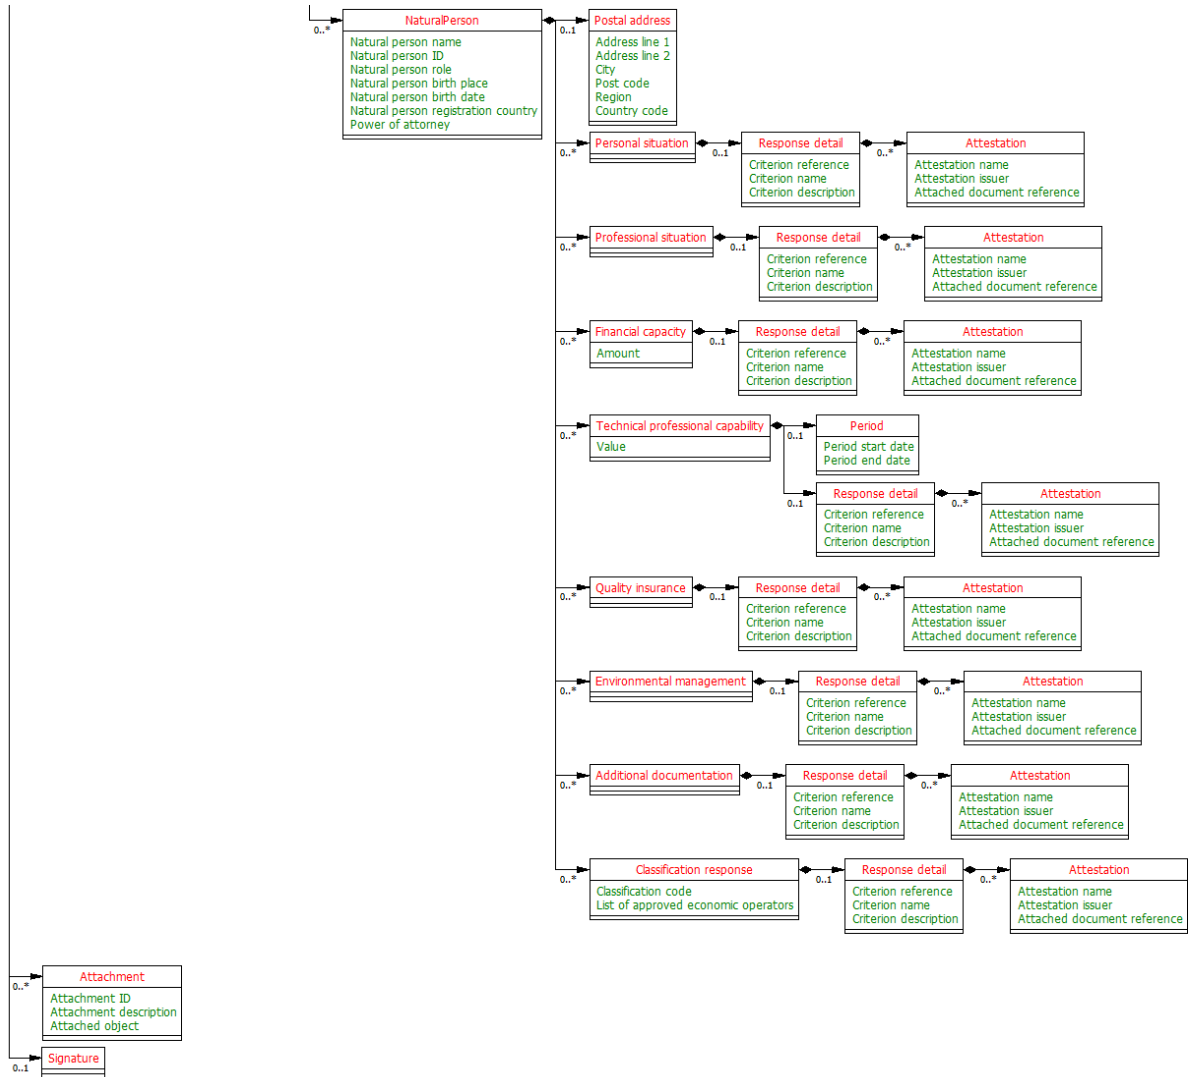 0..*
NaturalPerson
Natural person name
Natural person ID
Natural person role
Natural person birth place
Natural person birth date
Natural person registration country
Power of attorney
0..1
Postal address
Address line 1
Address line 2
City
Post code
Region
Country code
0..*
Personal situation
0..1
Response detail
Criterion reference
Criterion name
Criterion description
0..*
Attestation
Attestation name
Attestation issuer
Attached document reference
0..*
Professional situation
0..1
Response detail
Criterion reference
Criterion name
Criterion description
0..*
Attestation
Attestation name
Attestation issuer
Attached document reference
0..*
Financial capacity
Amount
0..1
Response detail
Criterion reference
Criterion name
Criterion description
0..*
Attestation
Attestation name
Attestation issuer
Attached document reference
0..*
Technical professional capability
Value
0..1
Period
Period start date
Period end date
0..1
Response detail
Criterion reference
Criterion name
Criterion description
0..*
Attestation
Attestation name
Attestation issuer
Attached document reference
0..*
Quality insurance
0..1
Response detail
Criterion reference
Criterion name
Criterion description
0..*
Attestation
Attestation name
Attestation issuer
Attached document reference
0..*
Environmental management
0..1
Response detail
Criterion reference
Criterion name
Criterion description
0..*
Attestation
Attestation name
Attestation issuer
Attached document reference
0..*
Additional documentation
0..1
Response detail
Criterion reference
Criterion name
Criterion description
0..*
Attestation
Attestation name
Attestation issuer
Attached document reference
0..*
Classification response
Classification code
List of approved economic operators
0..1
Response detail
Criterion reference
Criterion name
Criterion description
0..*
Attestation
Attestation name
Attestation issuer
Attached document reference
0..*
Attachment
Attachment ID
Attachment description
Attached object
0..1
Signature